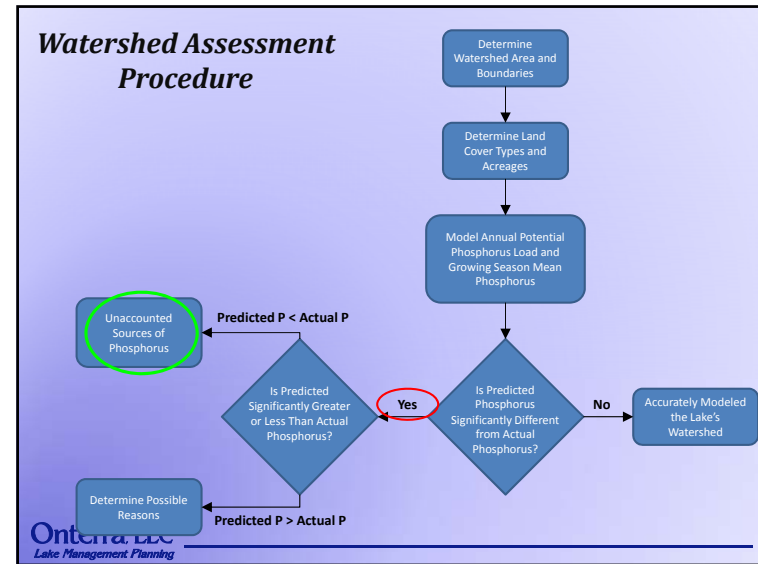 Watershed Assessment
Procedure
Determine
Watershed Area and
Boundaries
Determine Land
Cover Types and
Acreages
Model Annual Potential
Phosphorus Load and
Growing Season Mean
Phosphorus
Is Predicted
Phosphorus
Significantly Different
from Actual
Phosphorus?
No
Accurately Modeled
the Lake's
Watershed
Yes
Is Predicted
Significantly Greater
or Less Than Actual
Phosphorus?
Predicted P < Actual P
Unaccounted
Sources of
Phosphorus
Predicted P > Actual P
Determine Possible
Reasons
Onterra, LLC
Lake Management Planning